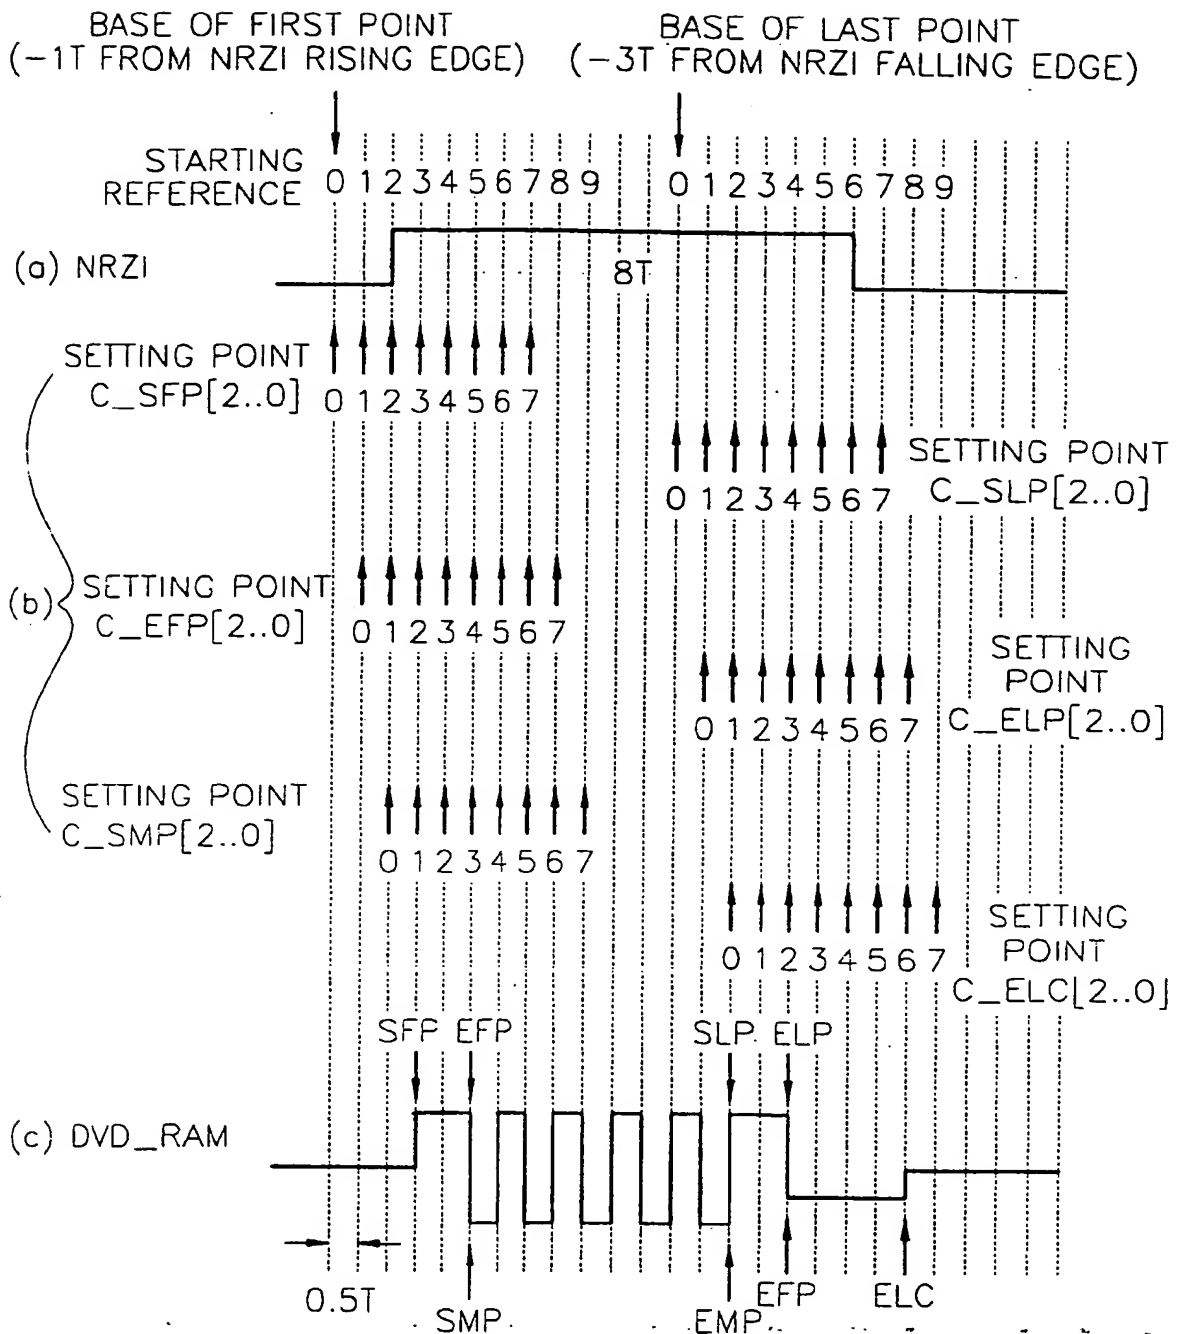 BASE OF FIRST POINT
(-1T FROM NRZI RISING EDGE)
BASE OF LAST POINT
(-3T FROM NRZI FALLING EDGE)
STARTING
REFERENCE
0 1 2 3 4 5 6 7 8 9
0 1 2 3 4 5 6 7 8 9
(a) NRZI
8T
SETTING POINT
C_SFP[2..0]
0 1 2 3 4 5 6 7
SETTING POINT
C_SLP[2..0]
0 1 2 3 4 5 6 7
(b)
SETTING POINT
C_EFP[2..0]
0 1 2 3 4 5 6 7
SETTING
POINT
C_ELP[2..0]
0 1 2 3 4 5 6 7
SETTING POINT
C_SMP[2..0]
0 1 2 3 4 5 6 7
SETTING
POINT
C_ELC[2..0]
0 1 2 3 4 5 6 7
SFP EFP
SLP ELP
(c) DVD_RAM
0.5T
SMP
EMP
EFP
ELC